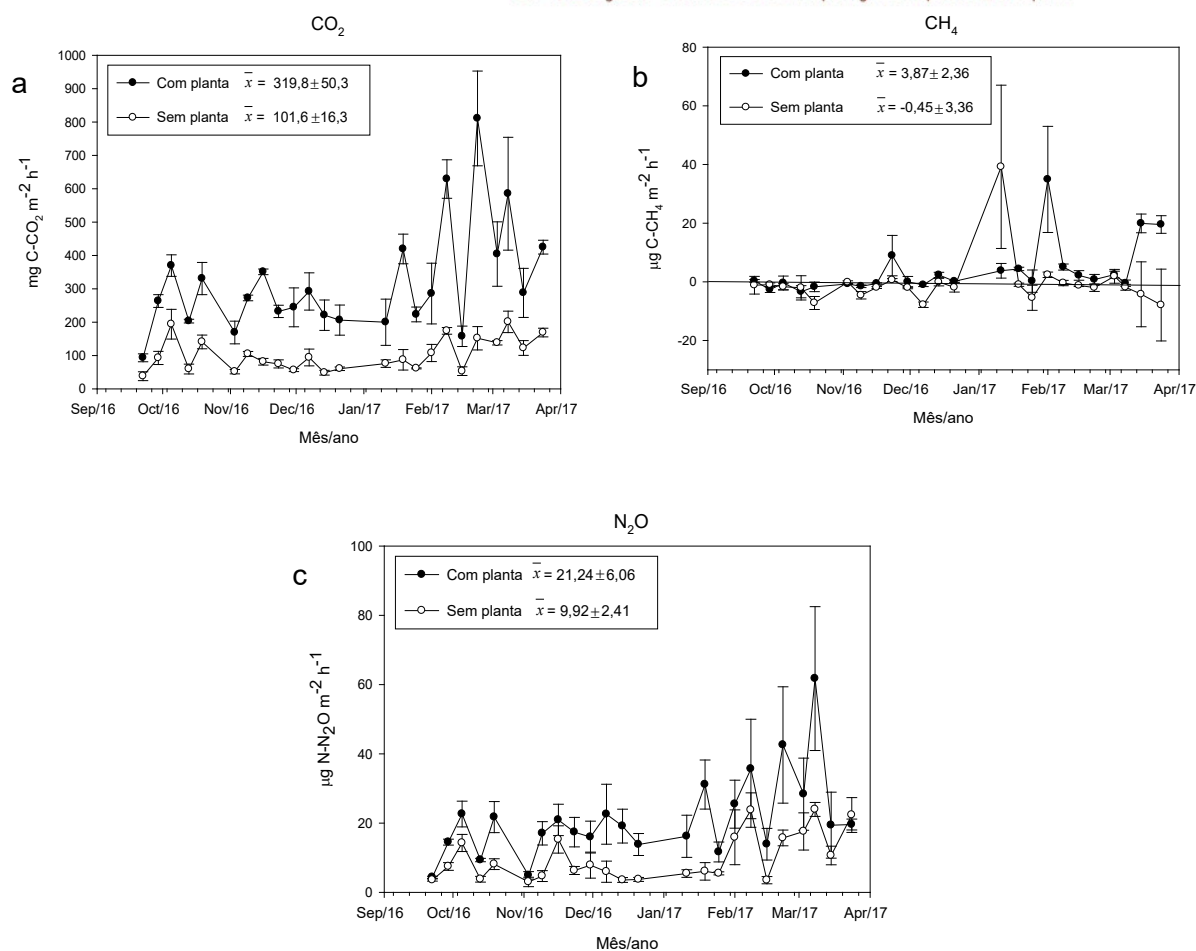 CO2
a
1000
900
800
700
600
500
400
300
200
100
0
mg C-CO2 m-2 h-1
Com planta x = 319,8±50,3
Sem planta x = 101,6±16,3
Sep/16 Oct/16 Nov/16 Dec/16 Jan/17 Feb/17 Mar/17 Apr/17
Mês/ano
CH4
b
80
60
40
20
0
-20
µg C-CH4 m-2 h-1
Com planta x = 3,87±2,36
Sem planta x = -0,45±3,36
Sep/16 Oct/16 Nov/16 Dec/16 Jan/17 Feb/17 Mar/17 Apr/17
Mês/ano
N2O
c
100
80
60
40
20
0
µg N-N2O m-2 h-1
Com planta x = 21,24±6,06
Sem planta x = 9,92±2,41
Sep/16 Oct/16 Nov/16 Dec/16 Jan/17 Feb/17 Mar/17 Apr/17
Mês/ano